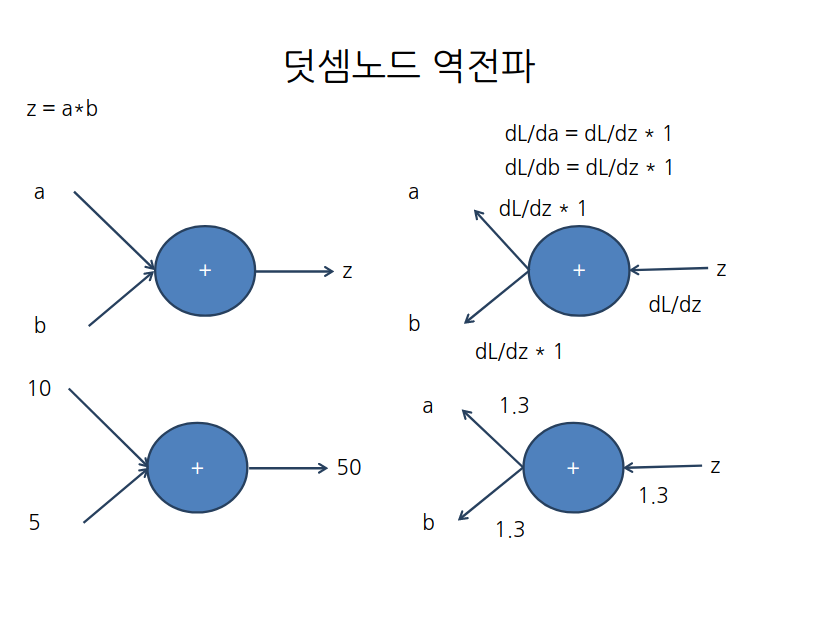 덧셈노드 역전파
z = a*b
dL/da = dL/dz * 1
dL/db = dL/dz * 1
a
+
z
b
a
dL/dz * 1
+
z
dL/dz
b
dL/dz * 1
10
+
50
5
a
1.3
+
z
1.3
b
1.3